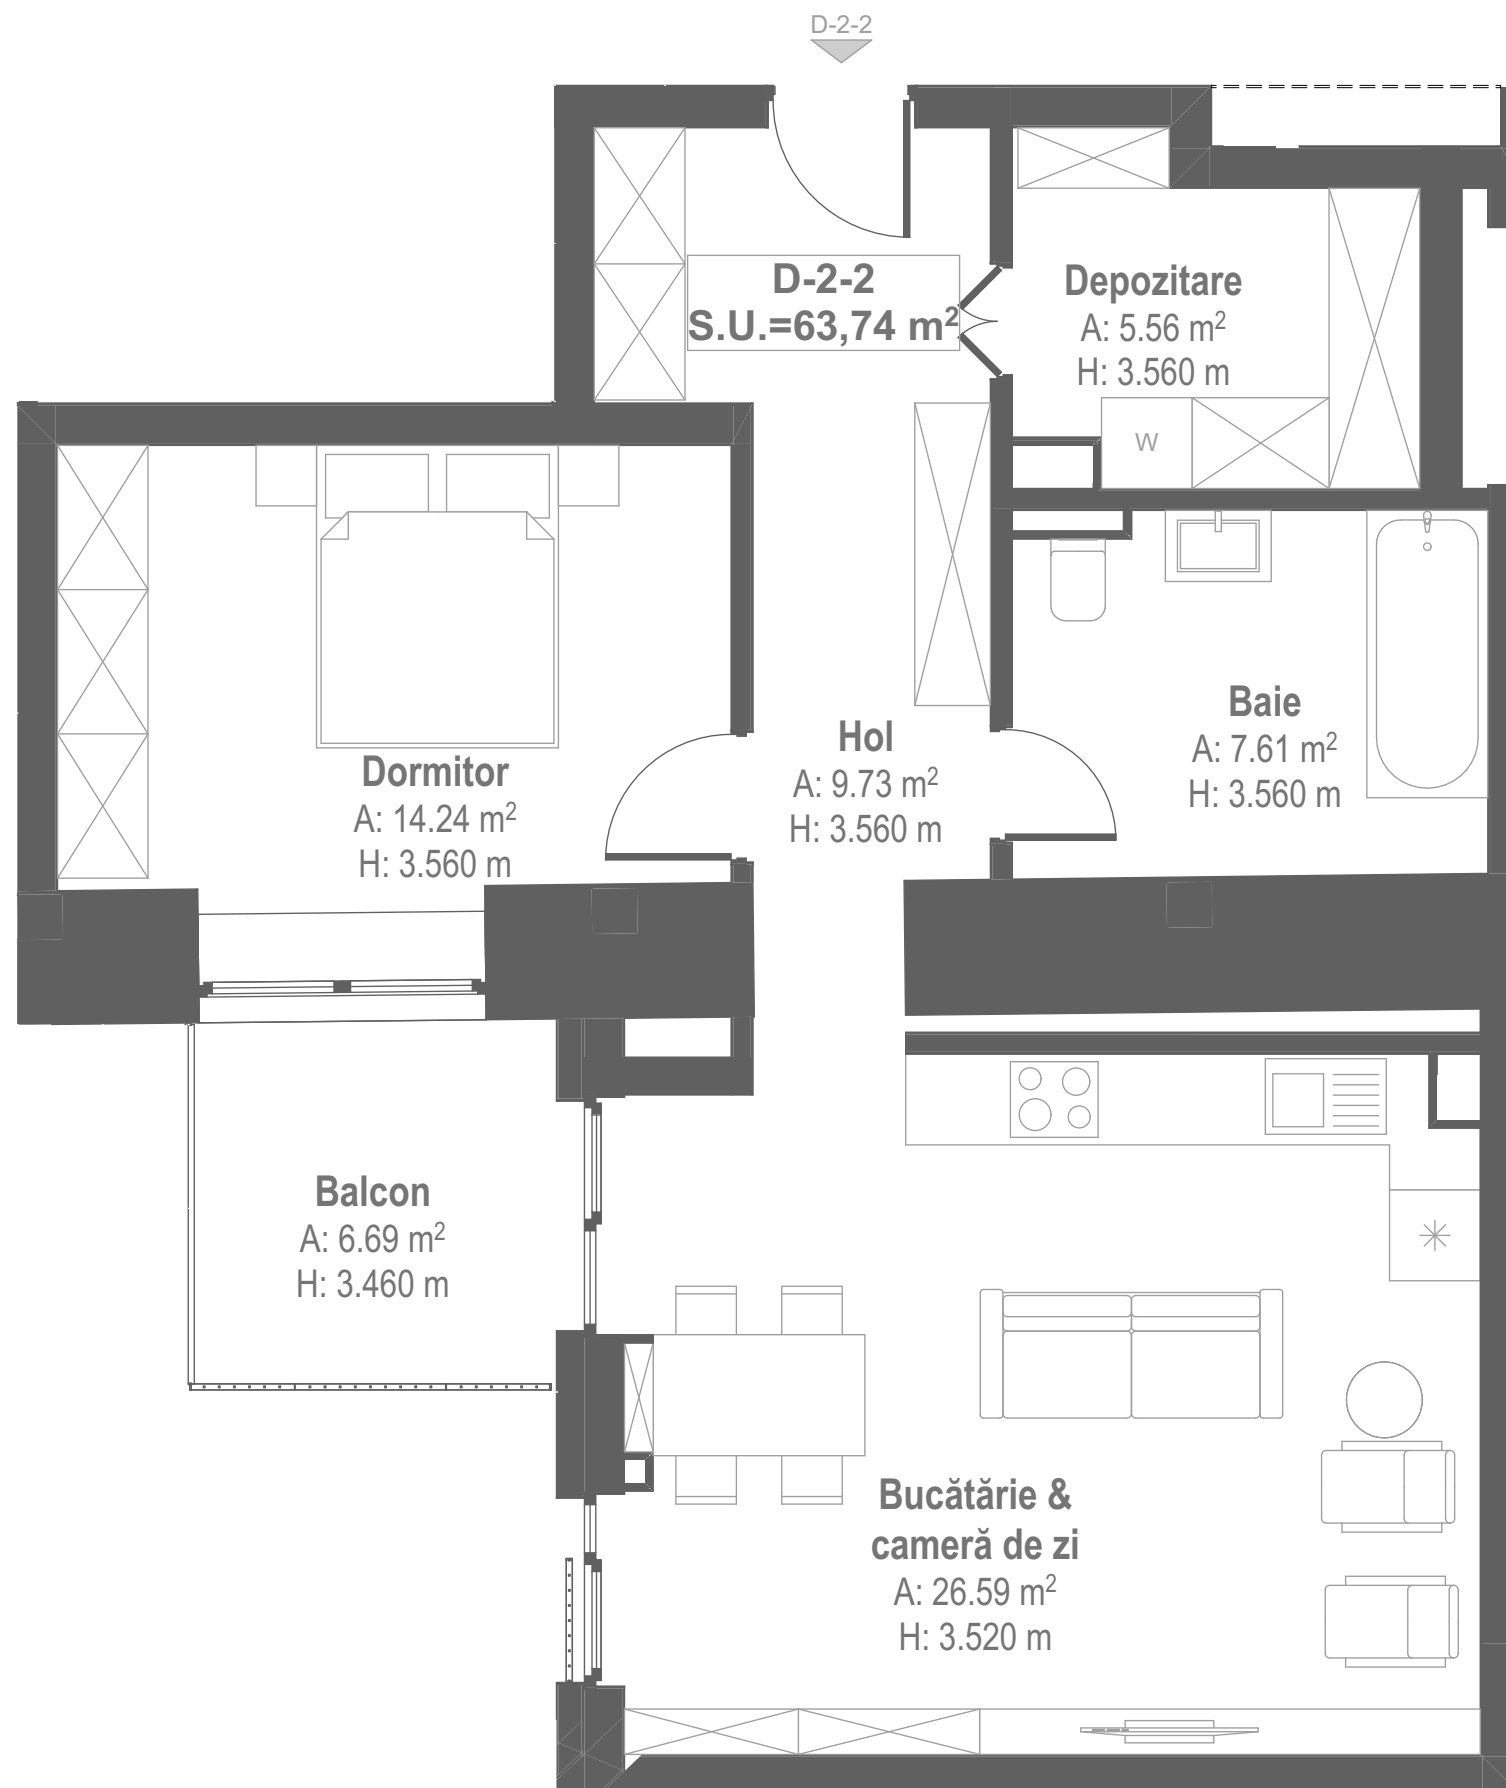 D-2-2
D-2-2
S.U.=63,74 m²
Depozitare
A: 5.56 m²
H: 3.560 m
W
Baie
A: 7.61 m²
H: 3.560 m
Hol
A: 9.73 m²
H: 3.560 m
Dormitor
A: 14.24 m²
H: 3.560 m
Balcon
A: 6.69 m²
H: 3.460 m
Bucătărie &
cameră de zi
A: 26.59 m²
H: 3.520 m